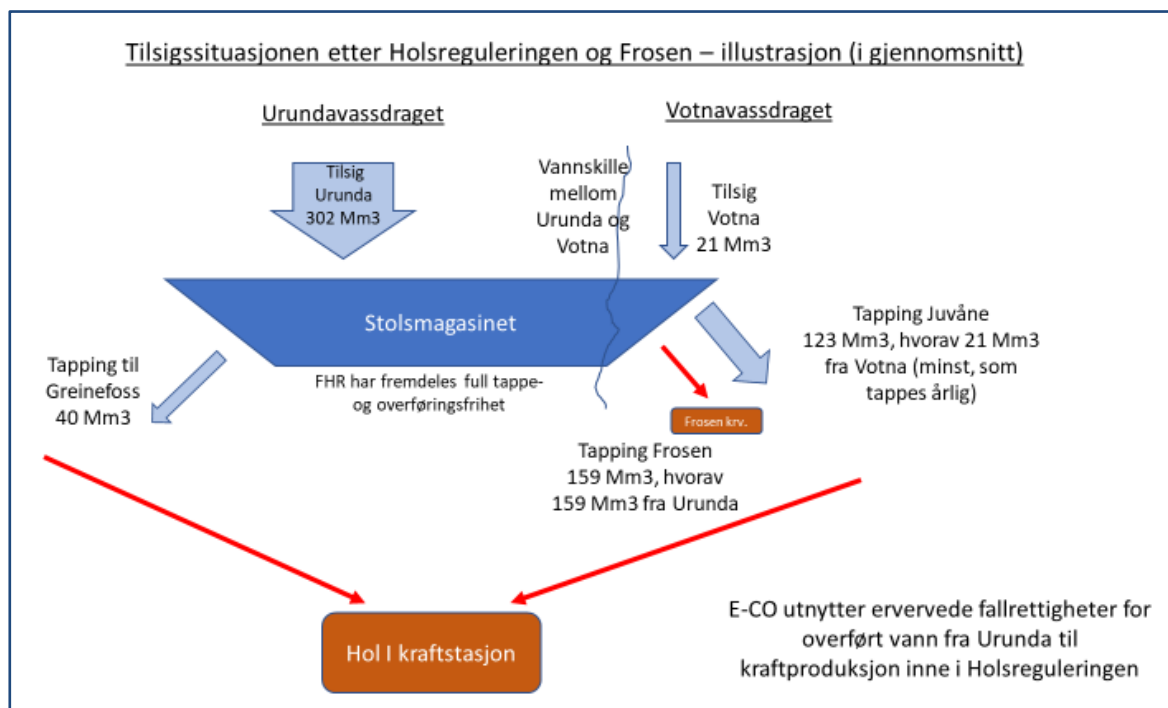 Tilsigssituasjonen etter Holsreguleringen og Frosen – illustrasjon (i gjennomsnitt)
Urundavassdraget
Votnavassdraget
Tilsig
Urunda
302 Mm3
Vannskille
mellom
Urunda og
Votna
Tilsig
Votna
21 Mm3
Stolsmagasinet
Tapping til
Greinefoss
40 Mm3
FHR har fremdeles full tappe-
og overføringsfrihet
Tapping Juvåne
123 Mm3, hvorav 21 Mm3
fra Votna (minst, som
tappes årlig)
Frosen krv.
Tapping Frosen
159 Mm3, hvorav
159 Mm3 fra Urunda
Hol I kraftstasjon
E-CO utnytter ervervede fallrettigheter for
overført vann fra Urunda til
kraftproduksjon inne i Holsreguleringen